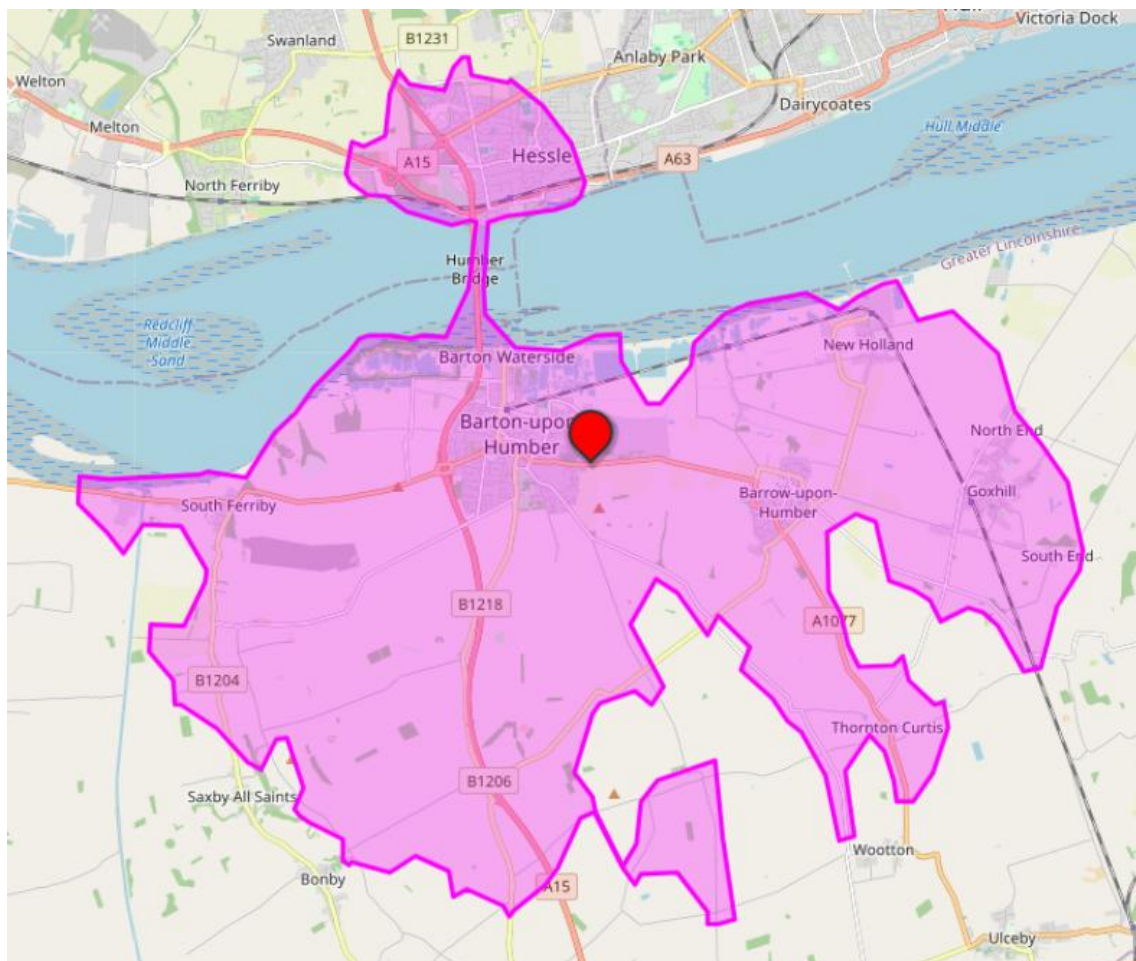 Victoria Dock
B1231
Swanland
Anlaby Park
Welton
Dairycoates
Melton
Hull Middle
Hessle
A15
A63
North Ferriby
Greater Lincolnshire
Humber
Bridge
Redcliff
Middle
Sand
Barton Waterside
New Holland
Barton-upon-
Humber
North End
South Ferriby
Barrow-upon-
Humber
Goxhill
South End
B1218
A1077
B1204
Thornton Curtis
B1206
Saxby All Saints
Wootton
Bonby
A15
Ulceby